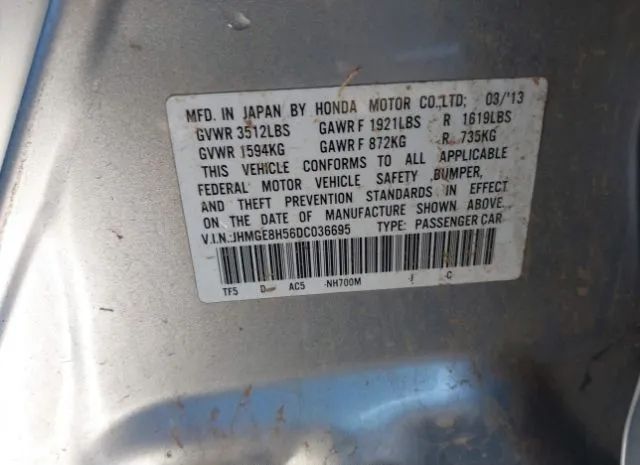 MFD. IN JAPAN BY HONDA MOTOR CO.,LTD; 03/'13
GVWR 3512LBS GAWR F 1921LBS R 1619LBS
GVWR 1594KG GAWR F 872KG R 735KG
THIS VEHICLE CONFORMS TO ALL APPLICABLE
FEDERAL MOTOR VEHICLE SAFETY ,BUMPER,
AND THEFT PREVENTION STANDARDS IN EFFECT
ON THE DATE OF MANUFACTURE SHOWN ABOVE.
V.I.N.:JHMGE8H56DC036695 TYPE: PASSENGER CAR
TF5 D AC5 NH700M I C